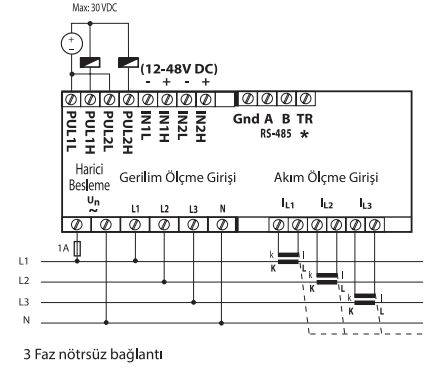 Max: 30 VDC
+
-
(12-48V DC)
- + - +
PUL1L PUL1H PUL2L PUL2H IN1L IN1H IN2L IN2H
Gnd A B TR
RS-485 *
Harici
Besleme
Gerilim Ölçme Girişi
Akım Ölçme Girişi
Un
~
L1 L2 L3 N
IL1 IL2 IL3
1A
L1
k l
K L
L2
k l
K L
L3
k l
K L
N
3 Faz nötrsüz bağlantı